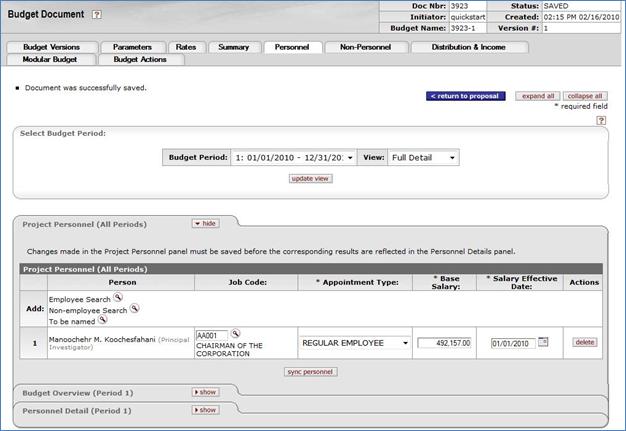 Budget Document ?
Doc Nbr: 3923 Status: SAVED
Initiator: quickstart Created: 02:15 PM 02/16/2010
Budget Name: 3923-1 Version #: 1
Budget Versions Parameters Rates Summary Personnel Non-Personnel Distribution & Income
Modular Budget Budget Actions
Document was successfully saved.
< return to proposal expand all collapse all
* required field
?
Select Budget Period:
Budget Period: 1: 01/01/2010 - 12/31/20: View: Full Detail
update view
Project Personnel (All Periods) hide
Changes made in the Project Personnel panel must be saved before the corresponding results are reflected in the Personnel Details panel.
Project Personnel (All Periods)
Person Job Code: * Appointment Type: * Base Salary: * Salary Effective Date: Actions
Add: Employee Search
Non-employee Search
To be named
1 Manoochehr M. Koochesfahani (Principal Investigator) AA001 CHAIRMAN OF THE CORPORATION REGULAR EMPLOYEE 492,157.00 01/01/2010 delete
sync personnel
Budget Overview (Period 1) show
Personnel Detail (Period 1) show